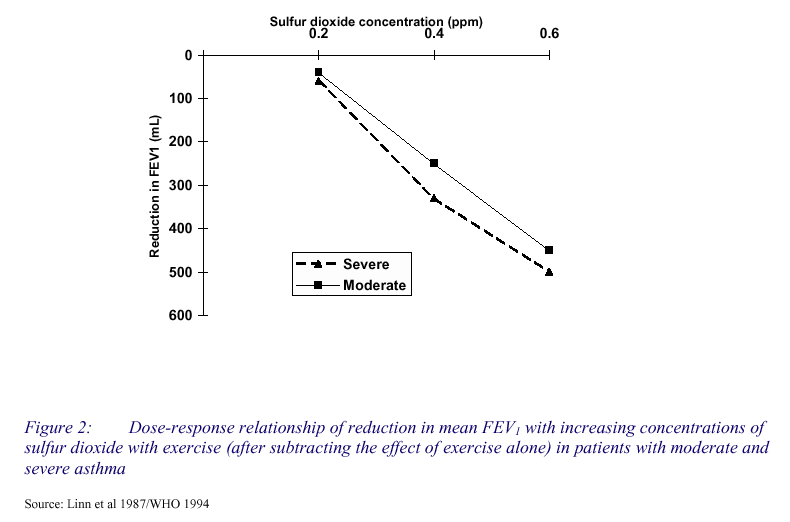 Sulfur dioxide concentration (ppm)
0.2 0.4 0.6
0
100
200
300
400
500
600
Reduction in FEV1 (mL)
Severe
Moderate
Figure 2: Dose-response relationship of reduction in mean FEV1 with increasing concentrations of
sulfur dioxide with exercise (after subtracting the effect of exercise alone) in patients with moderate and
severe asthma
Source: Linn et al 1987/WHO 1994